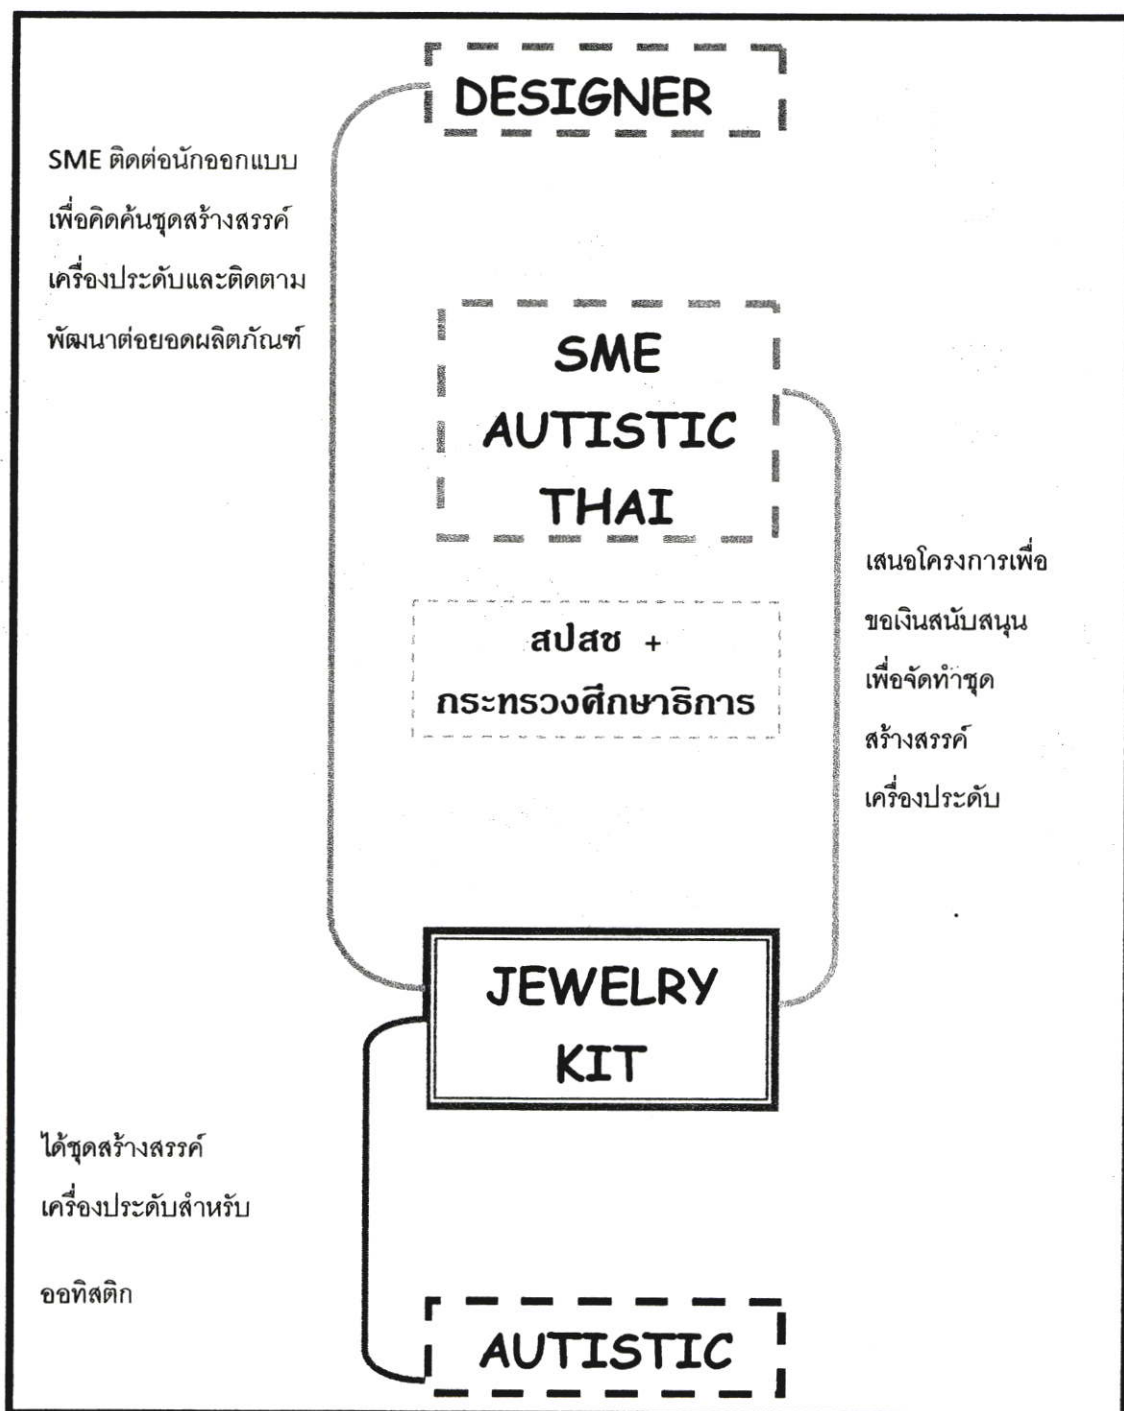 DESIGNER
SME ติดต่อนักออกแบบ
เพื่อคิดค้นชุดสร้างสรรค์
เครื่องประดับและติดตาม
พัฒนาต่อยอดผลิตภัณฑ์
SME
AUTISTIC
THAI
เสนอโครงการเพื่อ
ขอเงินสนับสนุน
เพื่อจัดทำชุด
สร้างสรรค์
เครื่องประดับ
สปสช +
กระทรวงศึกษาธิการ
JEWELRY
KIT
ได้ชุดสร้างสรรค์
เครื่องประดับสำหรับ
ออทิสติก
AUTISTIC